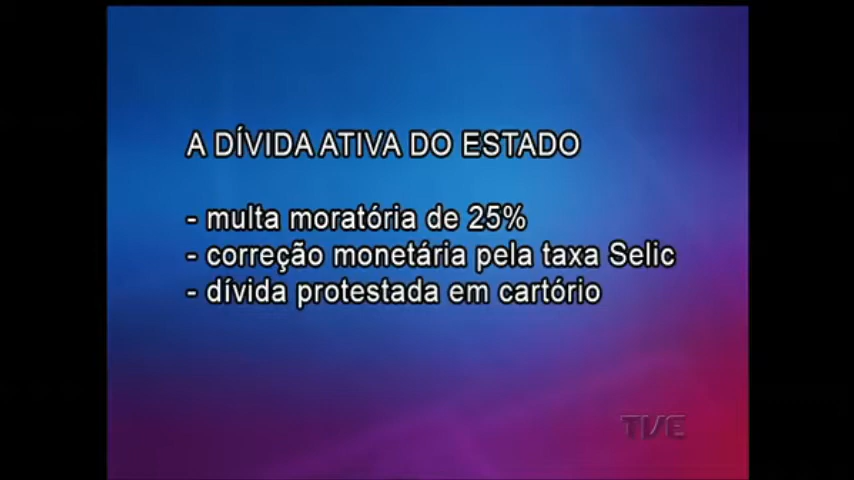 A DÍVIDA ATIVA DO ESTADO
- multa moratória de 25%
- correção monetária pela taxa Selic
- dívida protestada em cartório
TVE